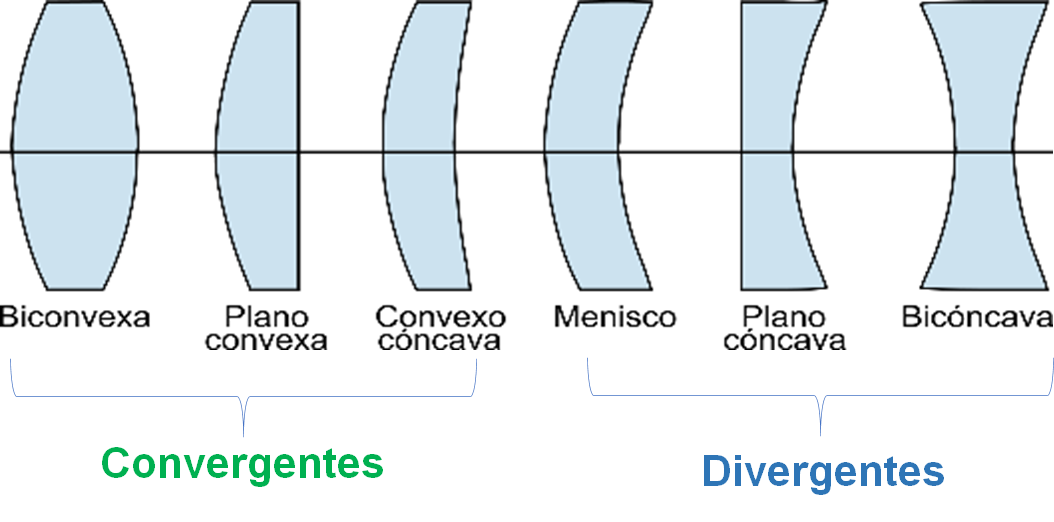 Biconvexa
Plano
convexa
Convexo
cóncava
Menisco
Plano
cóncava
Bicóncava
Convergentes
Divergentes